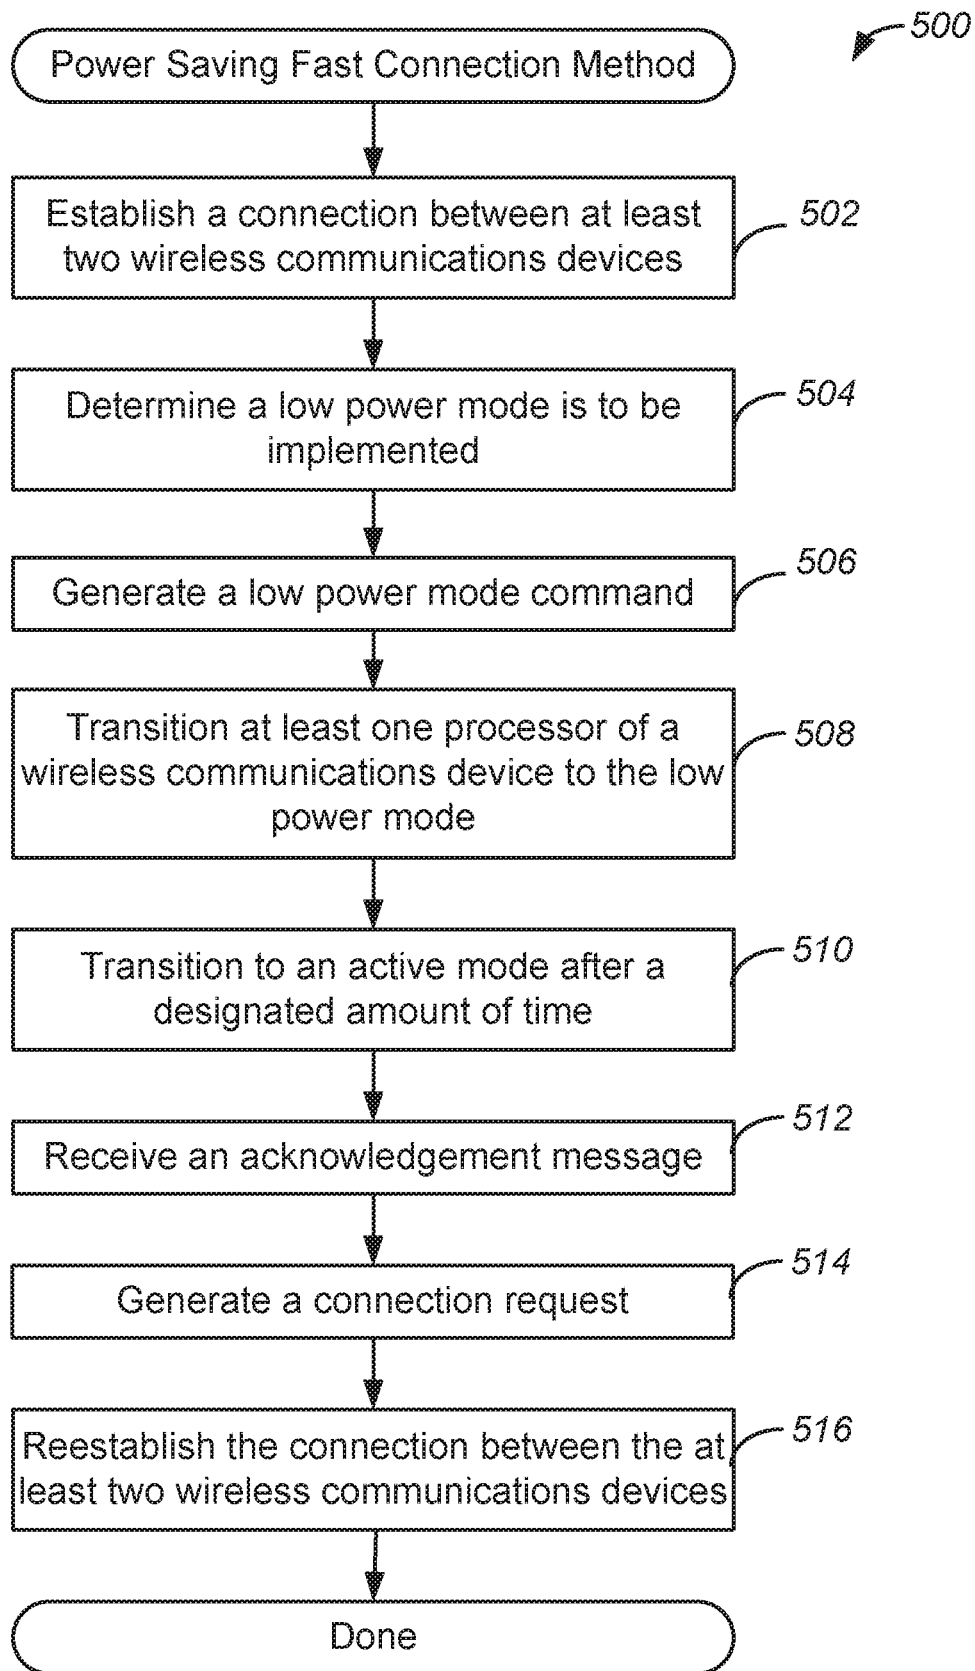 500
Power Saving Fast Connection Method
Establish a connection between at least
two wireless communications devices
502
Determine a low power mode is to be
implemented
504
Generate a low power mode command
506
Transition at least one processor of a
wireless communications device to the low
power mode
508
Transition to an active mode after a
designated amount of time
510
Receive an acknowledgement message
512
Generate a connection request
514
Reestablish the connection between the at
least two wireless communications devices
516
Done